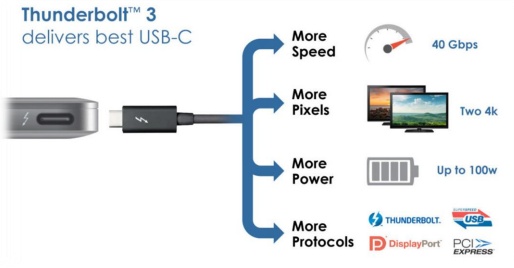 Thunderbolt™ 3
delivers best USB-C
More
Speed
40 Gbps
More
Pixels
Two 4k
More
Power
Up to 100w
More
Protocols
THUNDERBOLT.
SUPERSPEED
USB
DisplayPort
PCI
EXPRESS®